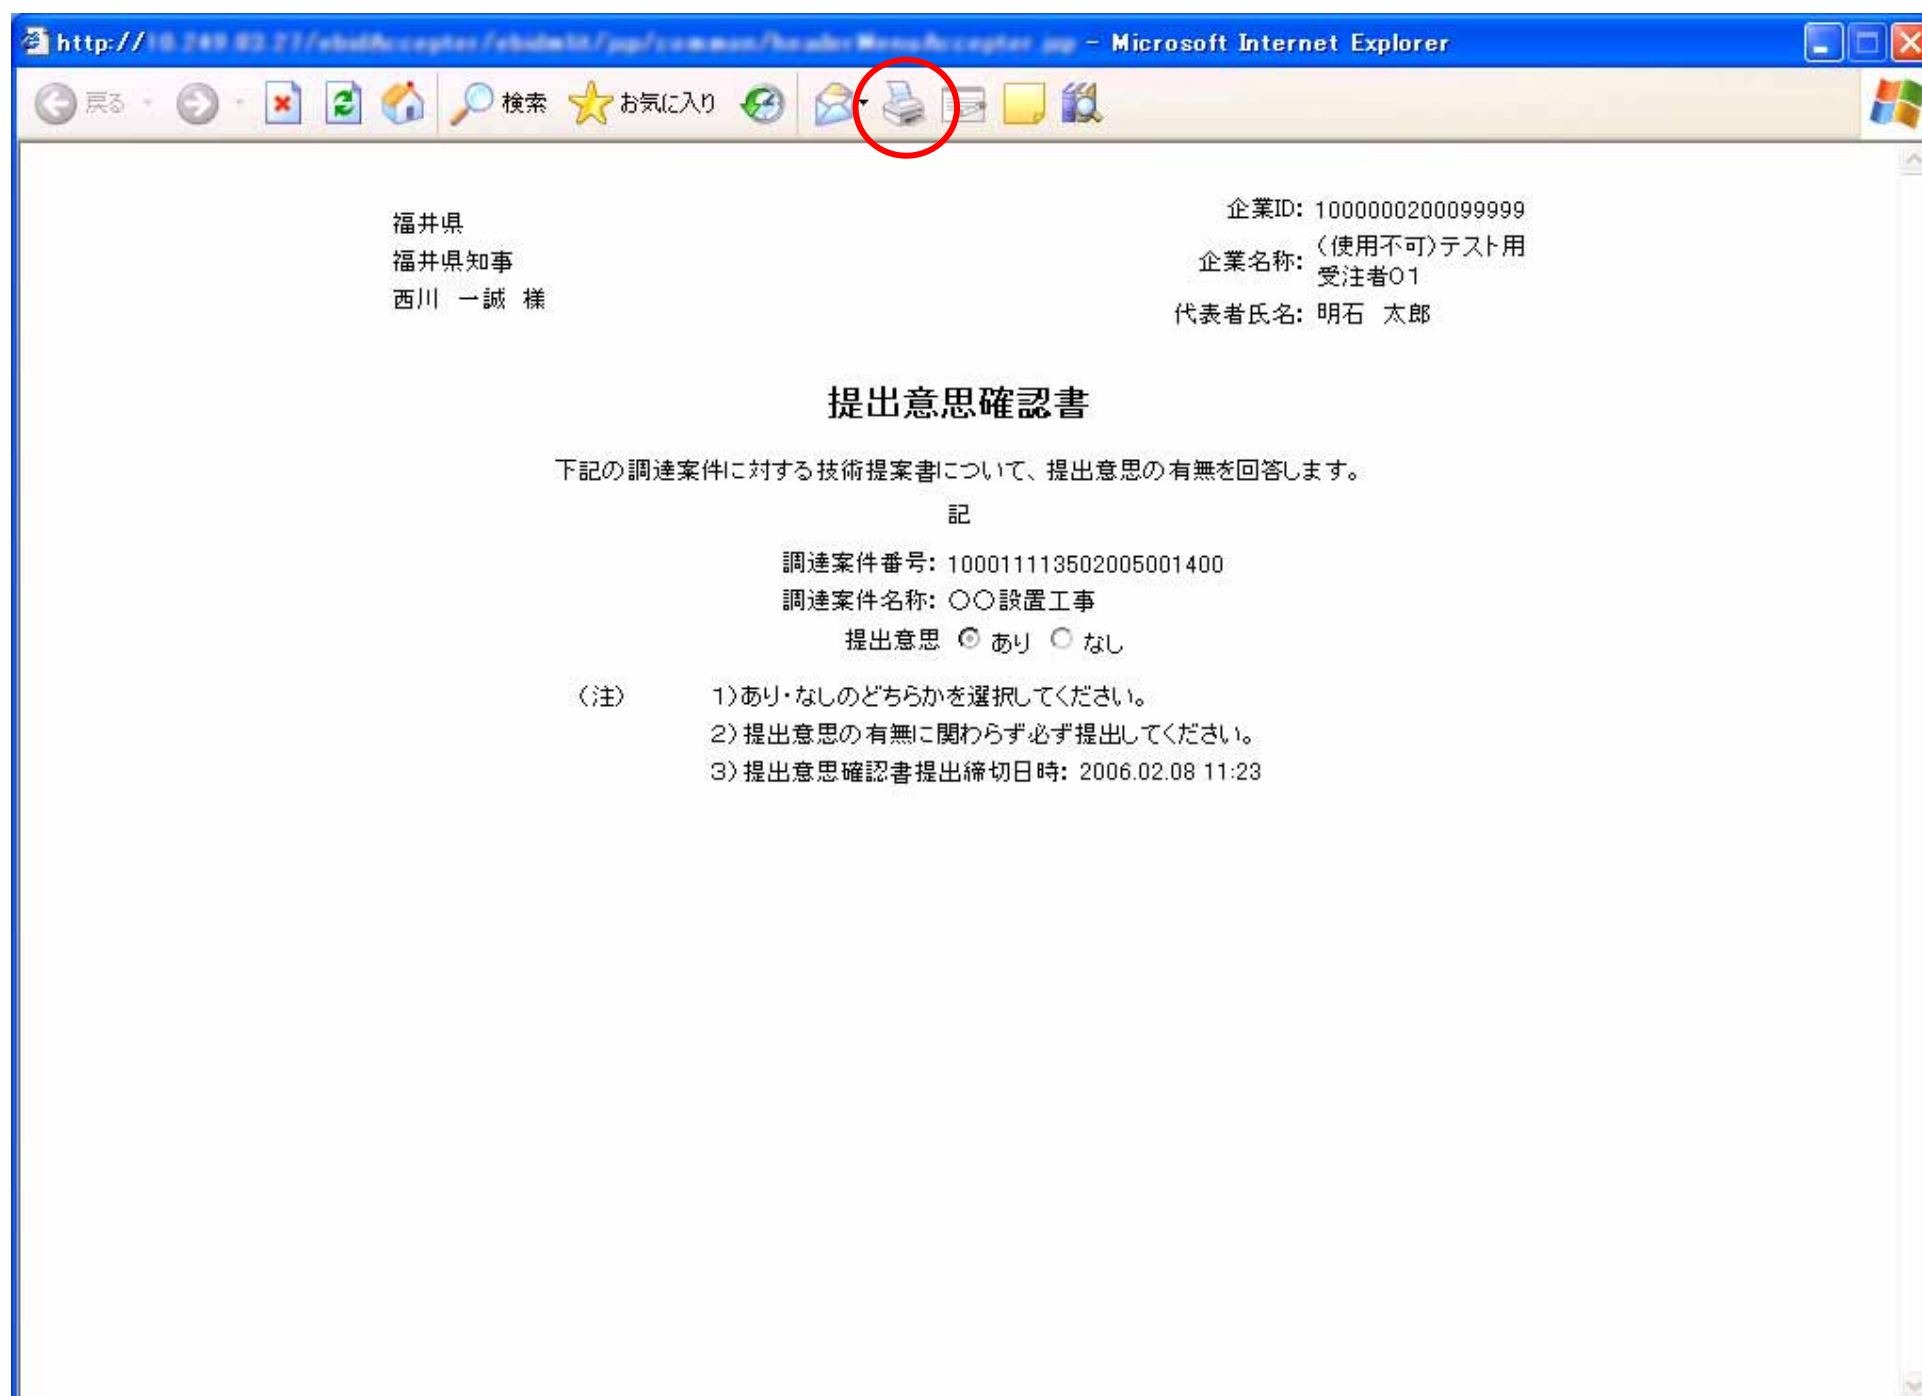 http:// - Microsoft Internet Explorer
戻る 検索 お気に入り
福井県
福井県知事
西川 一誠 様
企業ID: 1000000200099999
企業名称: (使用不可)テスト用
受注者01
代表者氏名: 明石 太郎
提出意思確認書
下記の調達案件に対する技術提案書について、提出意思の有無を回答します。
記
調達案件番号: 100011113502005001400
調達案件名称: ○○設置工事
提出意思 あり なし
(注) 1)あり・なしのどちらかを選択してください。
2)提出意思の有無に関わらず必ず提出してください。
3)提出意思確認書提出締切日時: 2006.02.08 11:23